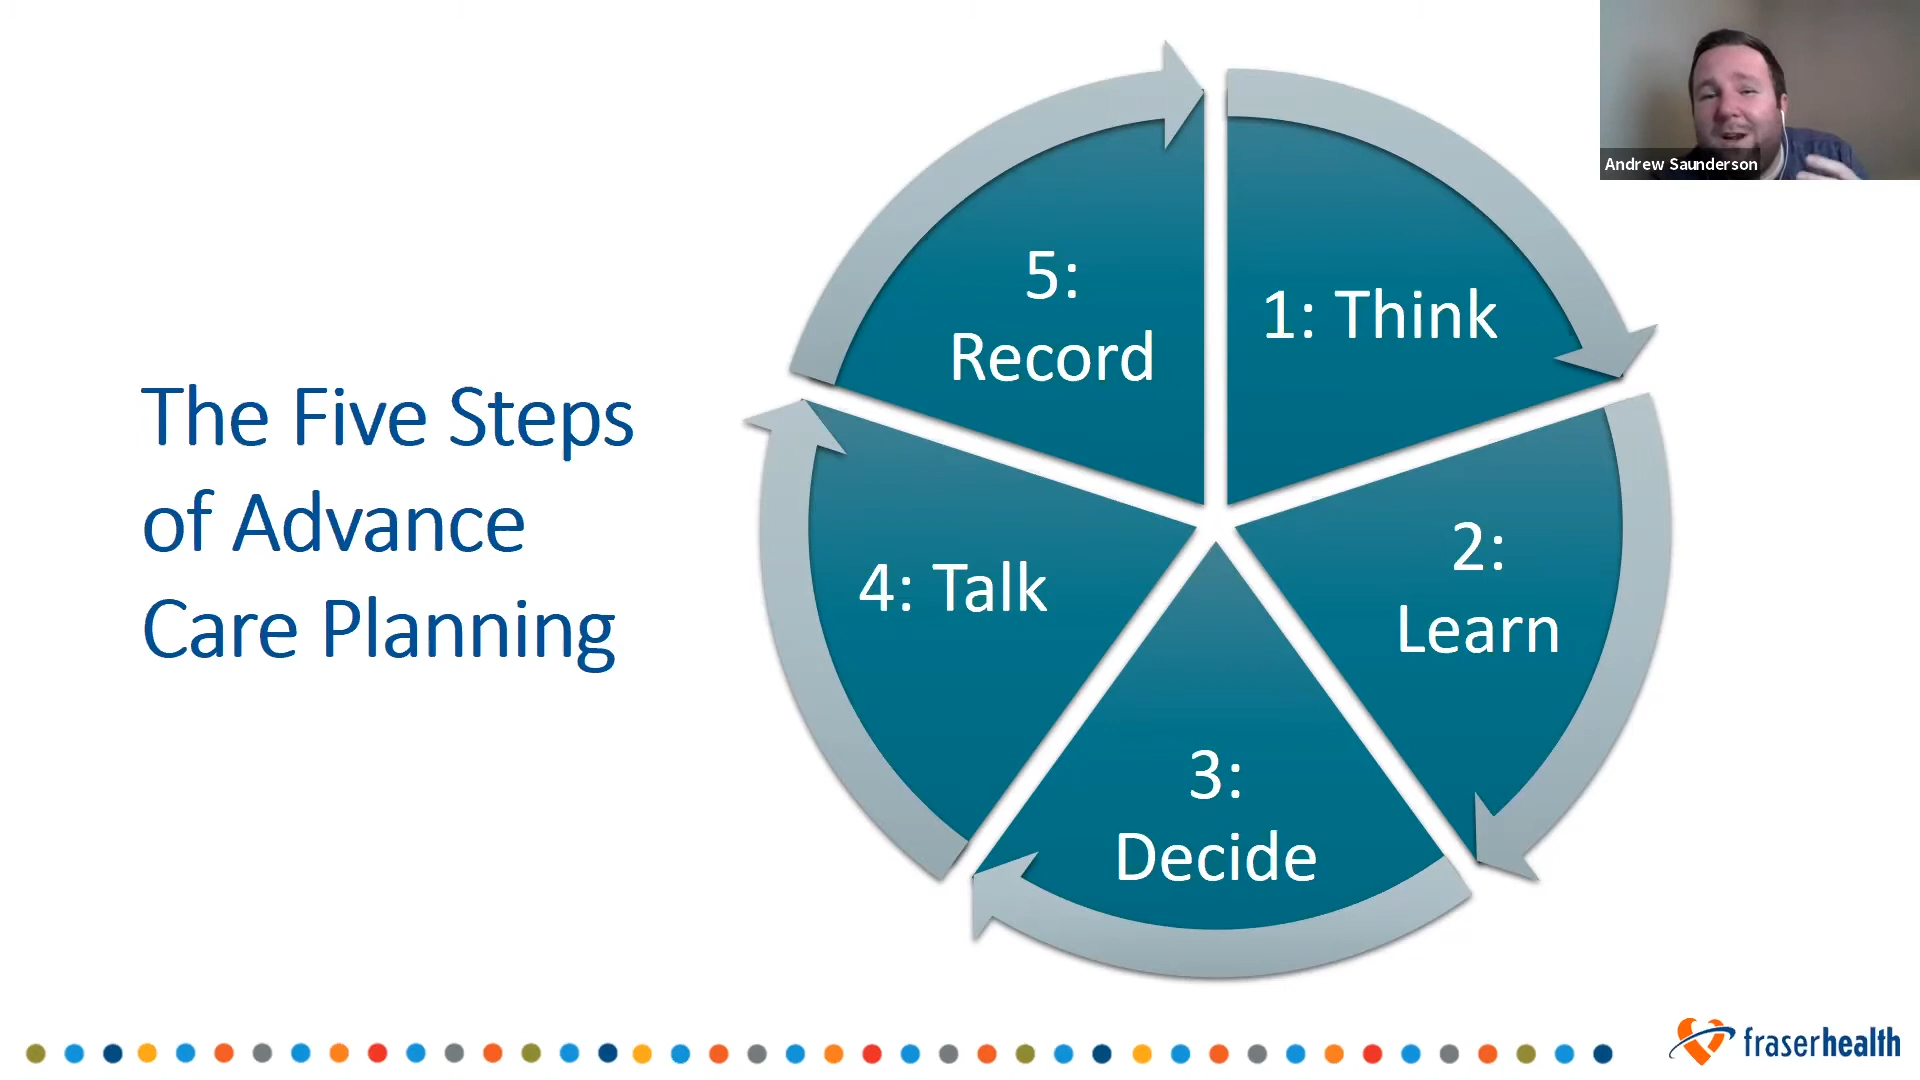 The Five Steps
of Advance
Care Planning
1: Think
2:
Learn
3:
Decide
4: Talk
5:
Record
Andrew Saunderson
fraserhealth